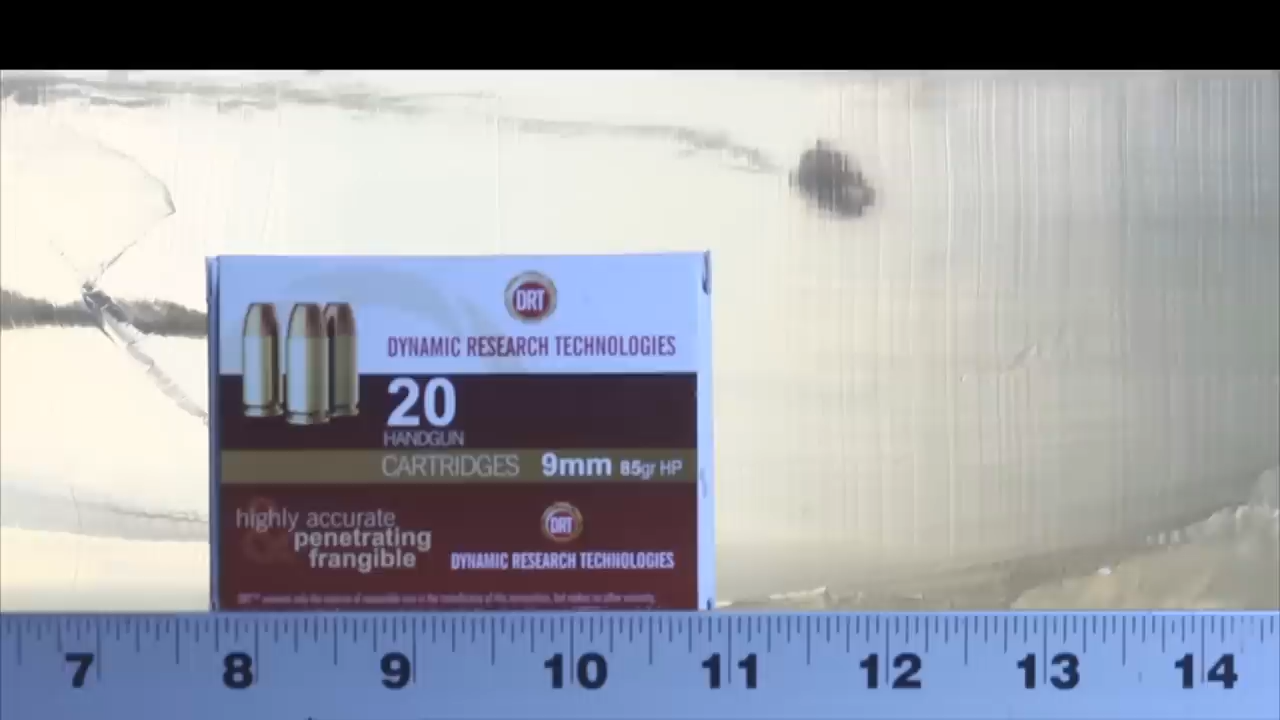 DRT
DYNAMIC RESEARCH TECHNOLOGIES
20
HANDGUN
CARTRIDGES 9mm 85gr HP
highly accurate
&
penetrating
frangible
DRT
DYNAMIC RESEARCH TECHNOLOGIES
7 8 9 10 11 12 13 14